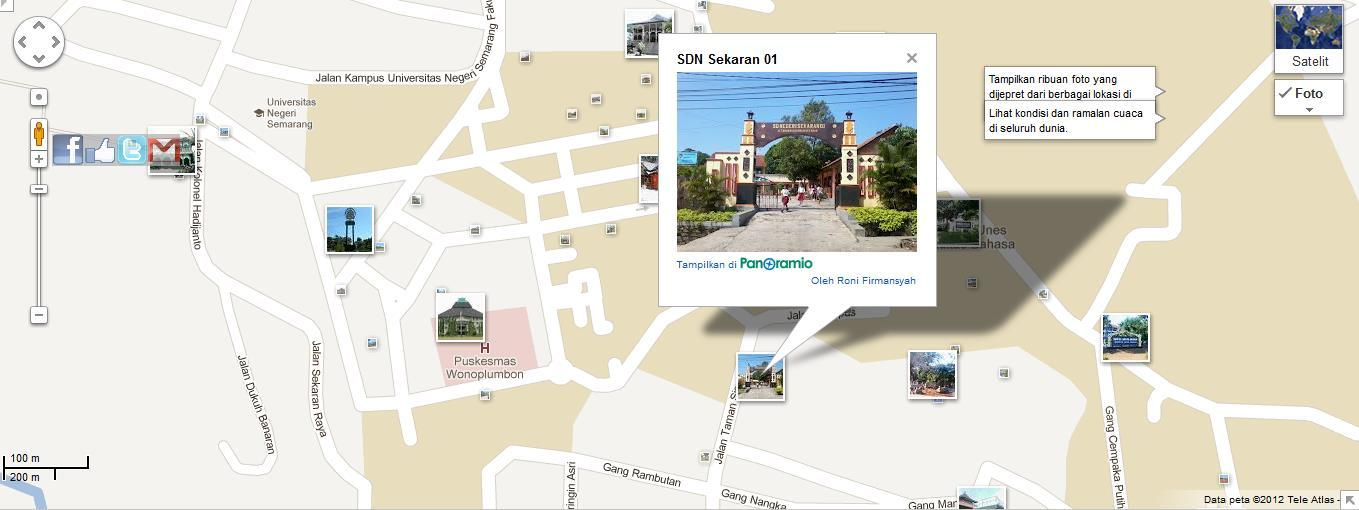 SDN Sekaran 01
×
Tampilkan di Panoramio
Oleh Roni Firmansyah
Tampilkan ribuan foto yang
dijepret dari berbagai lokasi di
Lihat kondisi dan ramalan cuaca
di seluruh dunia.
Satelit
Foto
Jalan Kampus Universitas Negeri Semarang
Universitas
Negeri
Semarang
Jalan Kolonel Hadijanto
Puskesmas
Wonoplumbon
Jalan Dukuh Banaran
Jalan Sekaran Raya
Jalan Taman
Gang Rambutan
Gang Nangka
Gang Cempaka Putih
100 m
200 m
Data peta ©2012 Tele Atlas -